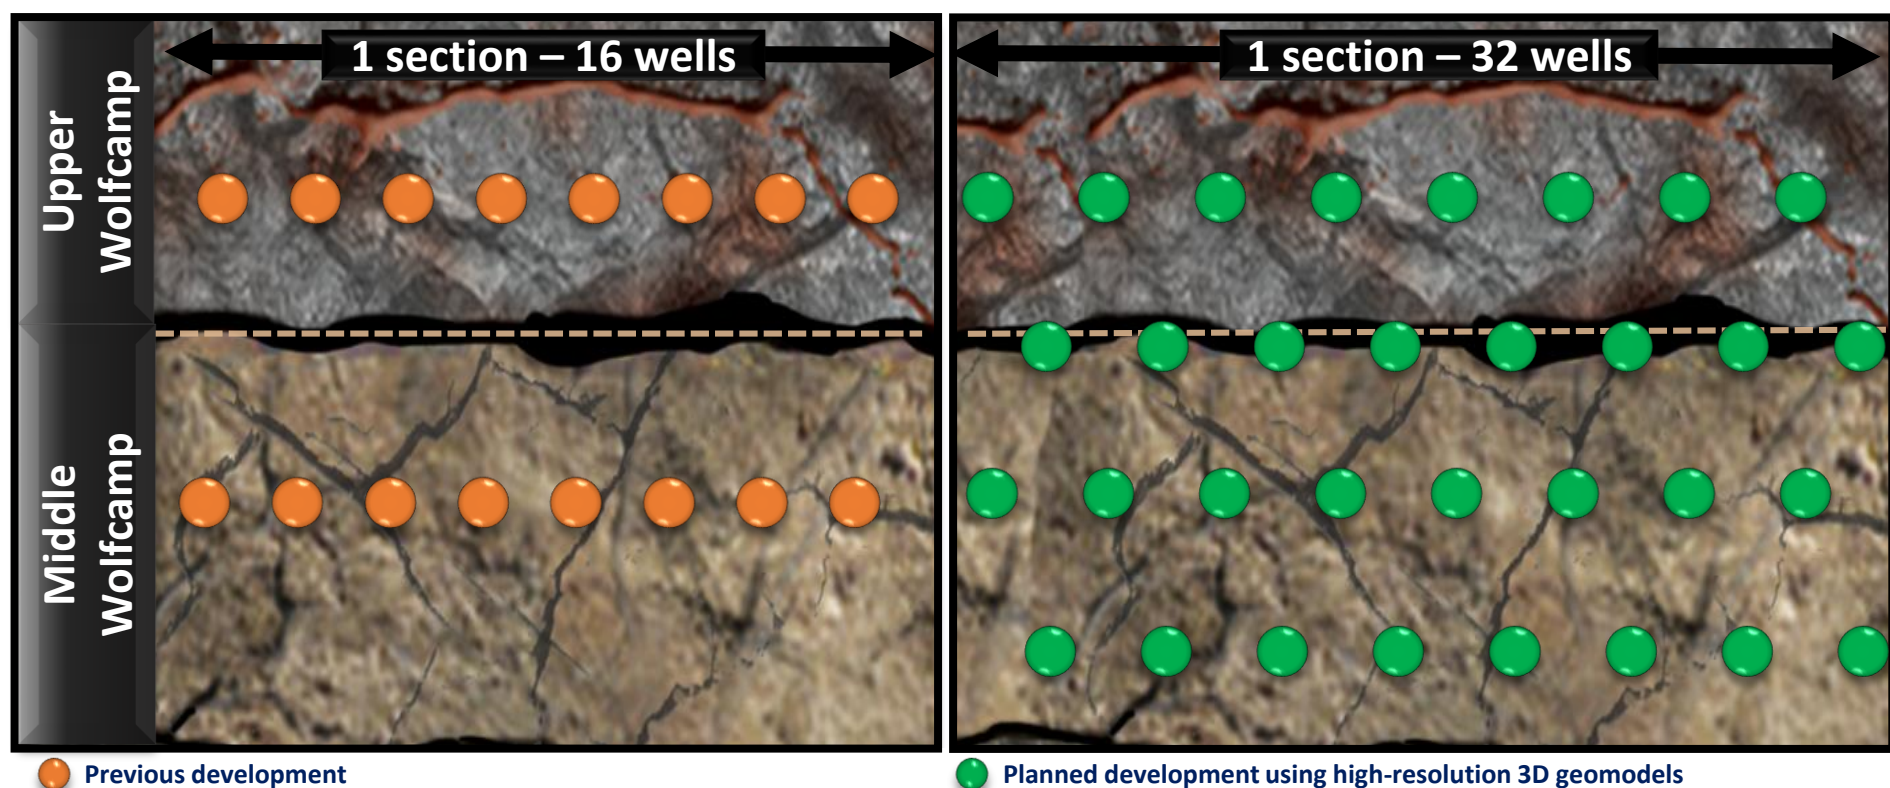 1 section – 16 wells
1 section – 32 wells
Upper
Wolfcamp
Middle
Wolfcamp
Previous development
Planned development using high-resolution 3D geomodels